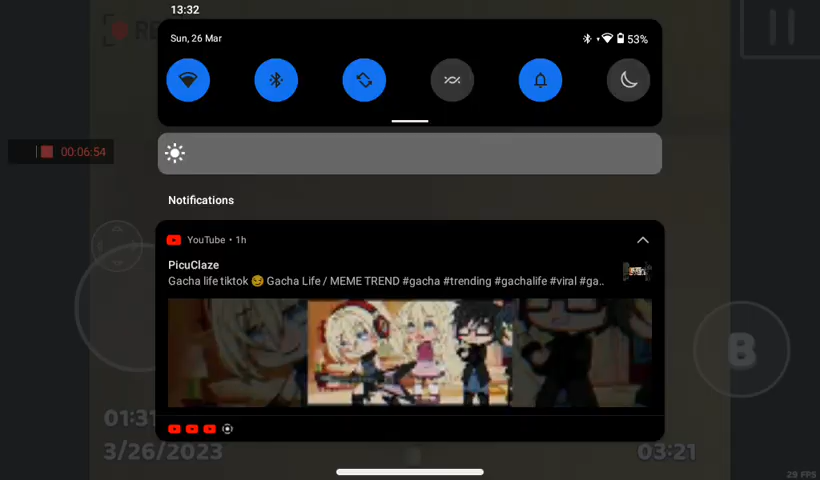 13:32
RE
Sun, 26 Mar
53%
00:06:54
Notifications
YouTube • 1h
PicuClaze
Gacha life tiktok 😏 Gacha Life / MEME TREND #gacha #trending #gachalife #viral #ga..
B
01:31
3/26/2023
03:21
29 FPS